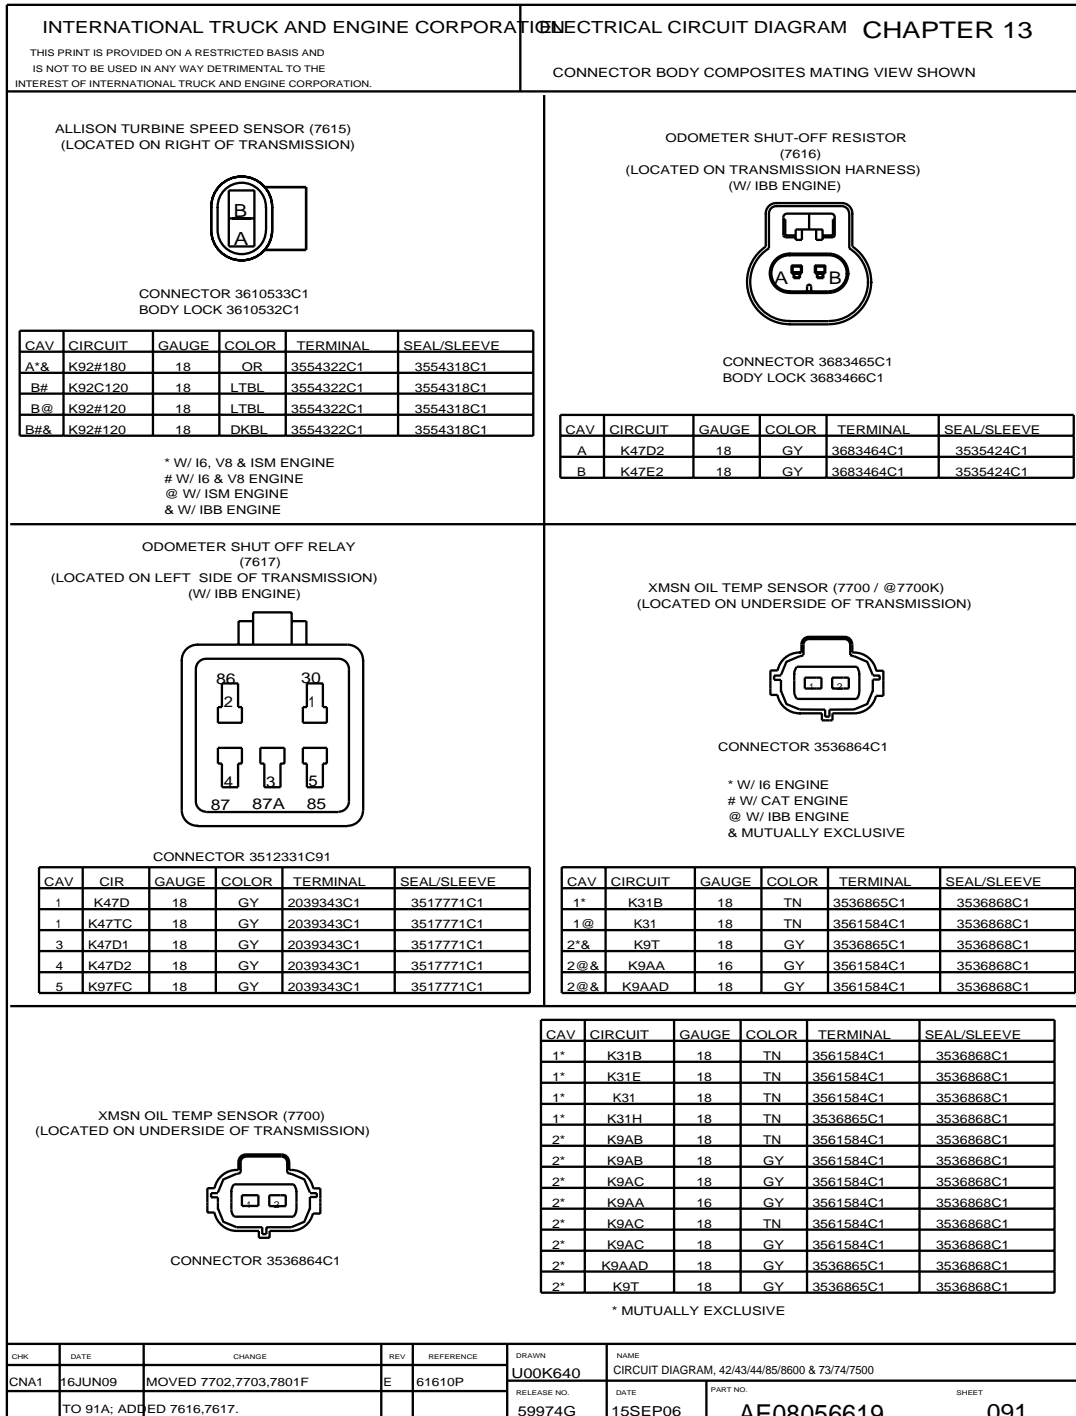 INTERNATIONAL TRUCK AND ENGINE CORPORATION
THIS PRINT IS PROVIDED ON A RESTRICTED BASIS AND
IS NOT TO BE USED IN ANY WAY DETRIMENTAL TO THE
INTEREST OF INTERNATIONAL TRUCK AND ENGINE CORPORATION.
ELECTRICAL CIRCUIT DIAGRAM CHAPTER 13
CONNECTOR BODY COMPOSITES MATING VIEW SHOWN
ALLISON TURBINE SPEED SENSOR (7615)
(LOCATED ON RIGHT OF TRANSMISSION)
B
A
CONNECTOR 3610533C1
BODY LOCK 3610532C1
CAV CIRCUIT GAUGE COLOR TERMINAL SEAL/SLEEVE
A*& K92#180 18 OR 3554322C1 3554318C1
B# K92C120 18 LTBL 3554322C1 3554318C1
B@ K92#120 18 LTBL 3554322C1 3554318C1
B#& K92#120 18 DKBL 3554322C1 3554318C1
* W/ I6, V8 & ISM ENGINE
# W/ I6 & V8 ENGINE
@ W/ ISM ENGINE
& W/ IBB ENGINE
ODOMETER SHUT-OFF RESISTOR
(7616)
(LOCATED ON TRANSMISSION HARNESS)
(W/ IBB ENGINE)
A B
CONNECTOR 3683465C1
BODY LOCK 3683466C1
CAV CIRCUIT GAUGE COLOR TERMINAL SEAL/SLEEVE
A K47D2 18 GY 3683464C1 3535424C1
B K47E2 18 GY 3683464C1 3535424C1
ODOMETER SHUT OFF RELAY
(7617)
(LOCATED ON LEFT SIDE OF TRANSMISSION)
(W/ IBB ENGINE)
86 30
2 1
4 3 5
87 87A 85
CONNECTOR 3512331C91
CAV CIR GAUGE COLOR TERMINAL SEAL/SLEEVE
1 K47D 18 GY 2039343C1 3517771C1
1 K47TC 18 GY 2039343C1 3517771C1
3 K47D1 18 GY 2039343C1 3517771C1
4 K47D2 18 GY 2039343C1 3517771C1
5 K97FC 18 GY 2039343C1 3517771C1
XMSN OIL TEMP SENSOR (7700 / @7700K)
(LOCATED ON UNDERSIDE OF TRANSMISSION)
1 2
CONNECTOR 3536864C1
* W/ I6 ENGINE
# W/ CAT ENGINE
@ W/ IBB ENGINE
& MUTUALLY EXCLUSIVE
CAV CIRCUIT GAUGE COLOR TERMINAL SEAL/SLEEVE
1* K31B 18 TN 3536865C1 3536868C1
1@ K31 18 TN 3561584C1 3536868C1
2*& K9T 18 GY 3536865C1 3536868C1
2@& K9AA 16 GY 3561584C1 3536868C1
2@& K9AAD 18 GY 3561584C1 3536868C1
XMSN OIL TEMP SENSOR (7700)
(LOCATED ON UNDERSIDE OF TRANSMISSION)
1 2
CONNECTOR 3536864C1
CAV CIRCUIT GAUGE COLOR TERMINAL SEAL/SLEEVE
1* K31B 18 TN 3561584C1 3536868C1
1* K31E 18 TN 3561584C1 3536868C1
1* K31 18 TN 3561584C1 3536868C1
1* K31H 18 TN 3536865C1 3536868C1
2* K9AB 18 TN 3561584C1 3536868C1
2* K9AB 18 GY 3561584C1 3536868C1
2* K9AC 18 GY 3561584C1 3536868C1
2* K9AA 16 GY 3561584C1 3536868C1
2* K9AC 18 TN 3561584C1 3536868C1
2* K9AC 18 GY 3561584C1 3536868C1
2* K9AAD 18 GY 3536865C1 3536868C1
2* K9T 18 GY 3536865C1 3536868C1
* MUTUALLY EXCLUSIVE
CHK DATE CHANGE REV REFERENCE
CNA1 16JUN09 MOVED 7702,7703,7801F E 61610P
TO 91A; ADDED 7616,7617.
DRAWN
U00K640
NAME
CIRCUIT DIAGRAM, 42/43/44/85/8600 & 73/74/7500
RELEASE NO. DATE PART NO. SHEET
59974G 15SEP06 AE08056619 091